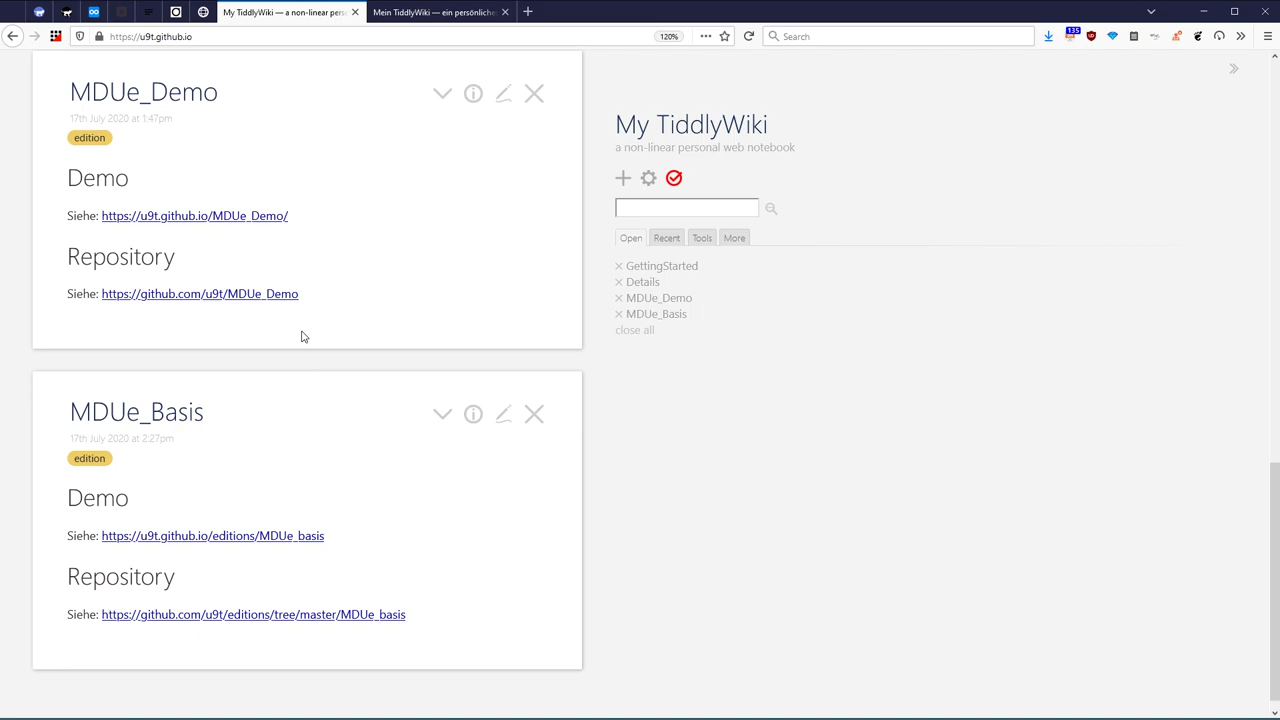 My TiddlyWiki — a non-linear pers
Mein TiddlyWiki — ein persönliche
https://u9t.github.io
120%
Search
135
MDUe_Demo
17th July 2020 at 1:47pm
edition
Demo
Siehe: https://u9t.github.io/MDUe_Demo/
Repository
Siehe: https://github.com/u9t/MDUe_Demo
MDUe_Basis
17th July 2020 at 2:27pm
edition
Demo
Siehe: https://u9t.github.io/editions/MDUe_basis
Repository
Siehe: https://github.com/u9t/editions/tree/master/MDUe_basis
My TiddlyWiki
a non-linear personal web notebook
Open
Recent
Tools
More
GettingStarted
Details
MDUe_Demo
MDUe_Basis
close all